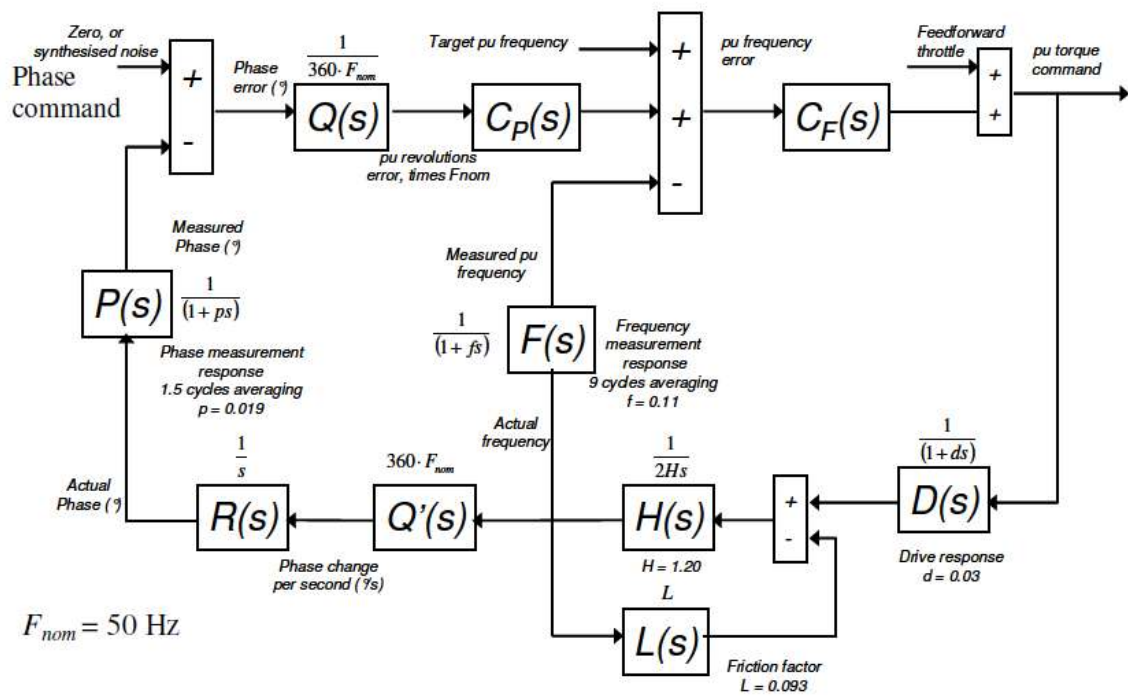 Zero, or
synthesised noise
Phase
command
+
-
Phase
error (°)
1
360· F_nom
Q(s)
pu revolutions
error, times Fnom
C_P(s)
Target pu frequency
+
+
-
pu frequency
error
C_F(s)
Feedforward
throttle
+
+
pu torque
command
Measured
Phase (°)
P(s)
1
(1 + ps)
Phase measurement
response
1.5 cycles averaging
p = 0.019
Measured pu
frequency
1
(1 + fs)
F(s)
Frequency
measurement
response
9 cycles averaging
f = 0.11
Actual
frequency
Actual
Phase (°)
1
s
R(s)
Phase change
per second (°/s)
360· F_nom
Q'(s)
1
2Hs
H(s)
H = 1.20
+
-
1
(1 + ds)
D(s)
Drive response
d = 0.03
L
L(s)
Friction factor
L = 0.093
F_nom = 50 Hz